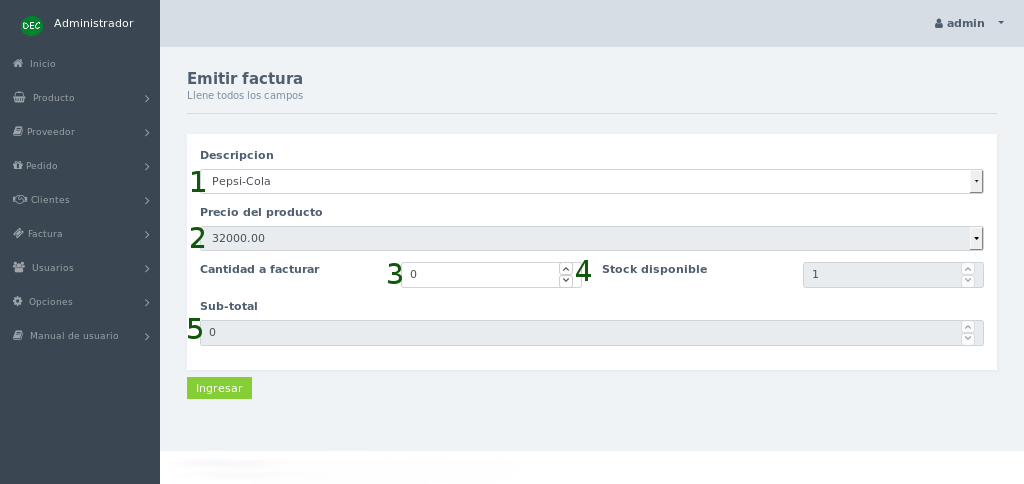 DEC Administrador
admin
Inicio
Producto
Proveedor
Pedido
Clientes
Factura
Usuarios
Opciones
Manual de usuario
Emitir factura
Llene todos los campos
Descripcion
1 Pepsi-Cola
Precio del producto
2 32000.00
Cantidad a facturar 3 0 4 Stock disponible 1
Sub-total
5 0
Ingresar